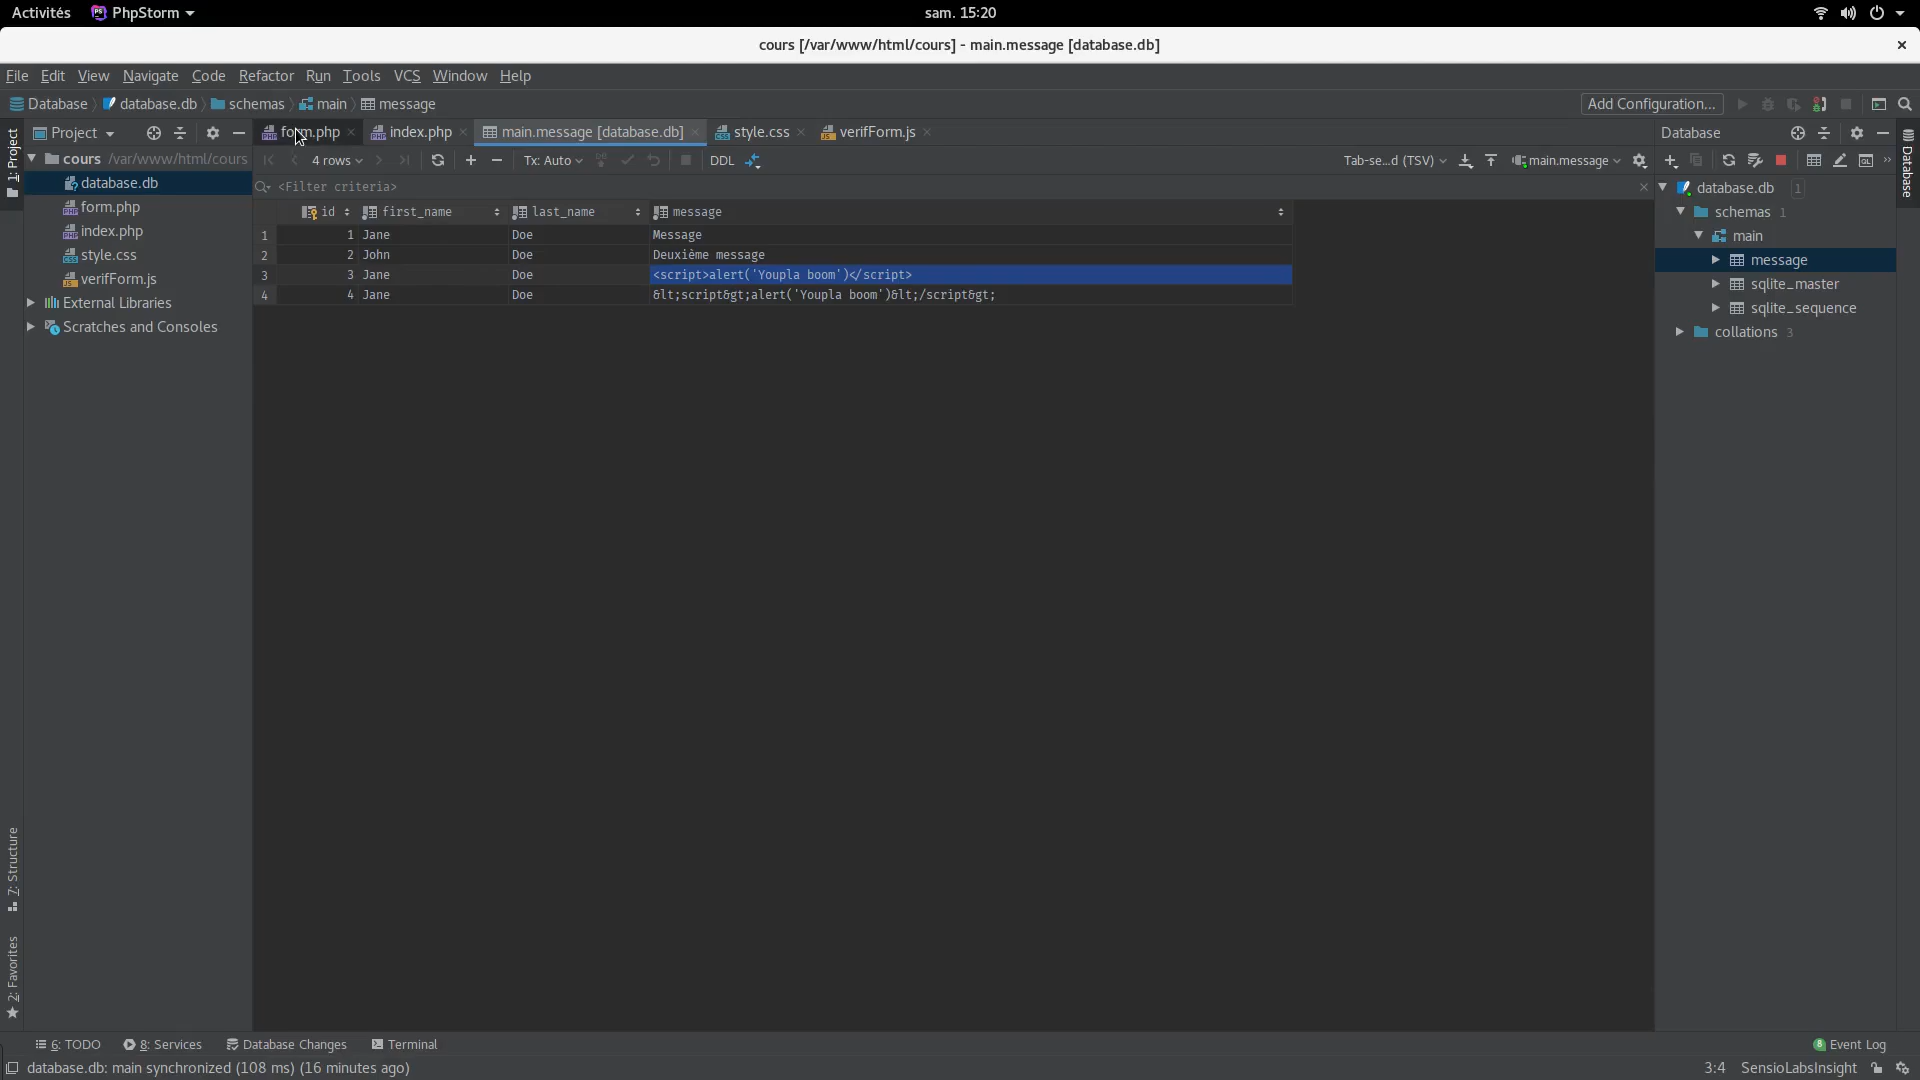 Activités PhpStorm sam. 15:20
cours [/var/www/html/cours] - main.message [database.db]
File Edit View Navigate Code Refactor Run Tools VCS Window Help
Database database.db schemas main message Add Configuration...
Project form.php index.php main.message [database.db] style.css verifForm.js Database
4 rows Tx: Auto DDL Tab-se...d (TSV) main.message
cours /var/www/html/cours
database.db
form.php
index.php
style.css
verifForm.js
External Libraries
Scratches and Consoles
<Filter criteria>
id first_name last_name message
1 1 Jane Doe Message
2 2 John Doe Deuxième message
3 3 Jane Doe <script>alert('Youpla boom')</script>
4 4 Jane Doe &lt;script&gt;alert('Youpla boom')&lt;/script&gt;
database.db 1
schemas 1
main
message
sqlite_master
sqlite_sequence
collations 3
1: Project
7: Structure
2: Favorites
Database
6: TODO 8: Services Database Changes Terminal 8 Event Log
database.db: main synchronized (108 ms) (16 minutes ago) 3:4 SensioLabsInsight